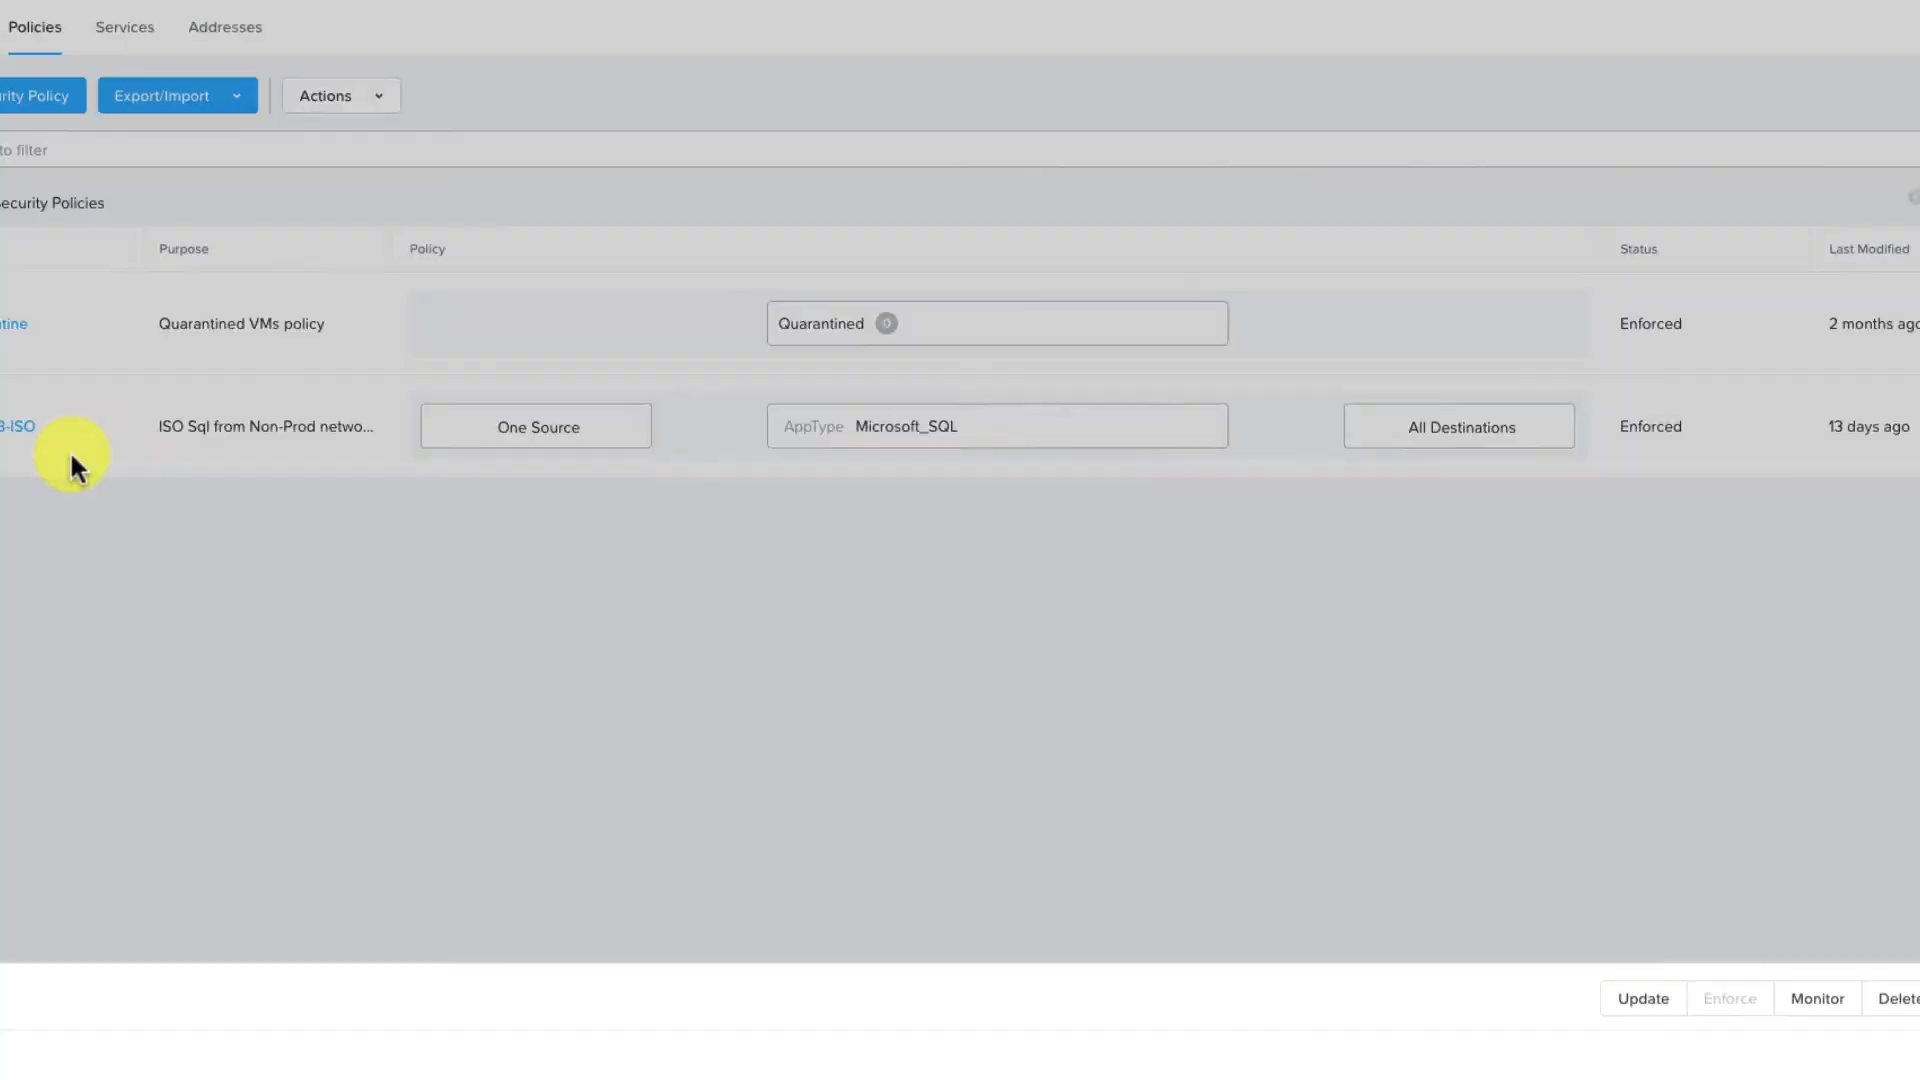 Policies Services Addresses
rity Policy Export/Import Actions
to filter
ecurity Policies
Purpose Policy Status Last Modified
tine Quarantined VMs policy Quarantined 0 Enforced 2 months ago
3-ISO ISO Sql from Non-Prod netwo... One Source AppType Microsoft_SQL All Destinations Enforced 13 days ago
Update Enforce Monitor Delete